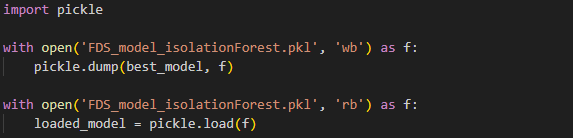 import pickle
with open('FDS_model_isolationForest.pkl', 'wb') as f:
    pickle.dump(best_model, f)
with open('FDS_model_isolationForest.pkl', 'rb') as f:
    loaded_model = pickle.load(f)